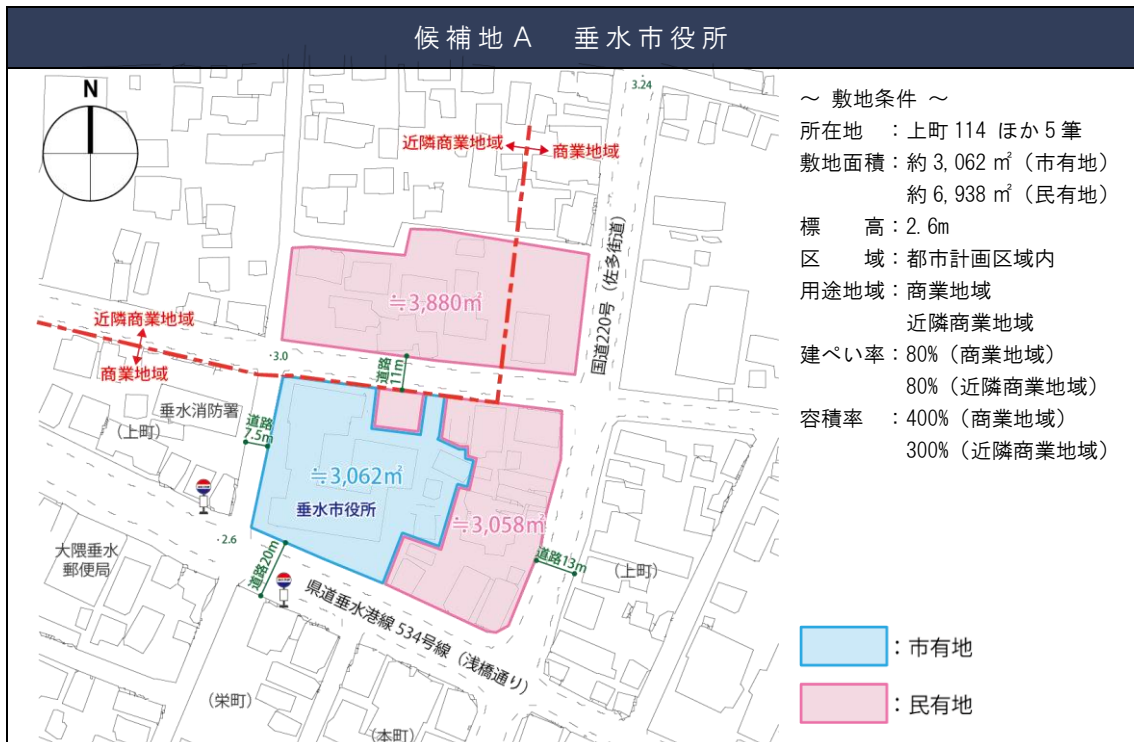 候補地A　垂水市役所
N
3.24
近隣商業地域
商業地域
≒3,880㎡
国道220号（佐多街道）
近隣商業地域
商業地域
・3.0
道路
11m
垂水消防署
（上町）
道路
7.5m
≒3,062㎡
垂水市役所
≒3,058㎡
・2.6
大隈垂水
郵便局
道路20m
道路13m
（上町）
県道垂水港線534号線（浅橋通り）
（栄町）
（本町）
～ 敷地条件 ～
所在地　：上町 114 ほか 5 筆
敷地面積：約 3,062 ㎡（市有地）
約 6,938 ㎡（民有地）
標　　高：2.6m
区　　域：都市計画区域内
用途地域：商業地域
近隣商業地域
建ぺい率：80%（商業地域）
80%（近隣商業地域）
容積率　：400%（商業地域）
300%（近隣商業地域）
：市有地
：民有地